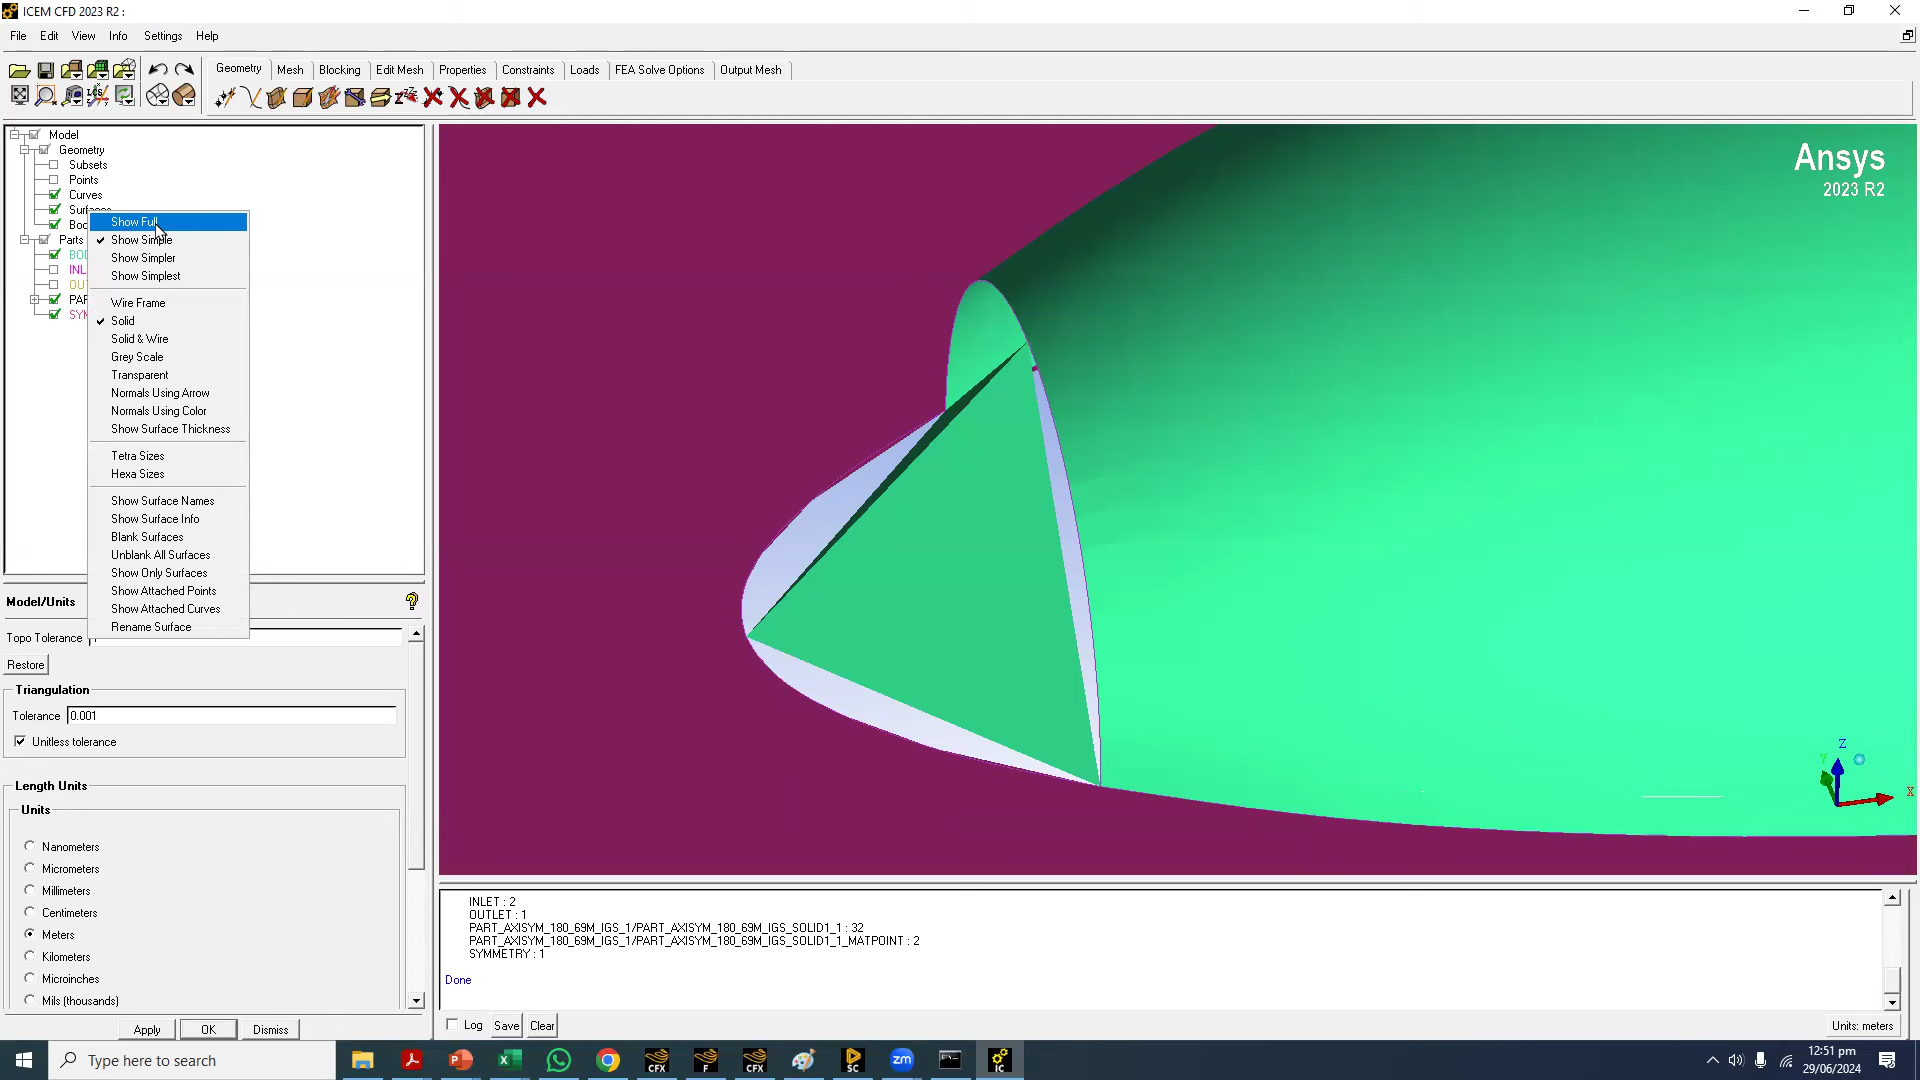 ICEM CFD 2023 R2 :
File Edit View Info Settings Help
Geometry Mesh Blocking Edit Mesh Properties Constraints Loads FEA Solve Options Output Mesh
LCS
Model
Geometry
Subsets
Points
Curves
Surfaces
Parts
Show Full
Show Simple
Show Simpler
Show Simplest
Wire Frame
Solid
Solid & Wire
Grey Scale
Transparent
Normals Using Arrow
Normals Using Color
Show Surface Thickness
Tetra Sizes
Hexa Sizes
Show Surface Names
Show Surface Info
Blank Surfaces
Unblank All Surfaces
Show Only Surfaces
Show Attached Points
Show Attached Curves
Rename Surface
Model/Units
Topo Tolerance
Restore
Triangulation
Tolerance 0.001
Unitless tolerance
Length Units
Units
Nanometers
Micrometers
Millimeters
Centimeters
Meters
Kilometers
Microinches
Mils (thousands)
Apply OK Dismiss
Ansys
2023 R2
Z
Y
X
INLET : 2
OUTLET : 1
PART_AXISYM_180_69M_IGS_1/PART_AXISYM_180_69M_IGS_SOLID1_1 : 32
PART_AXISYM_180_69M_IGS_1/PART_AXISYM_180_69M_IGS_SOLID1_1_MATPOINT : 2
SYMMETRY : 1
Done
Log Save Clear
Units: meters
Type here to search
CFX F CFX SC zm IC
12:51 pm
29/06/2024